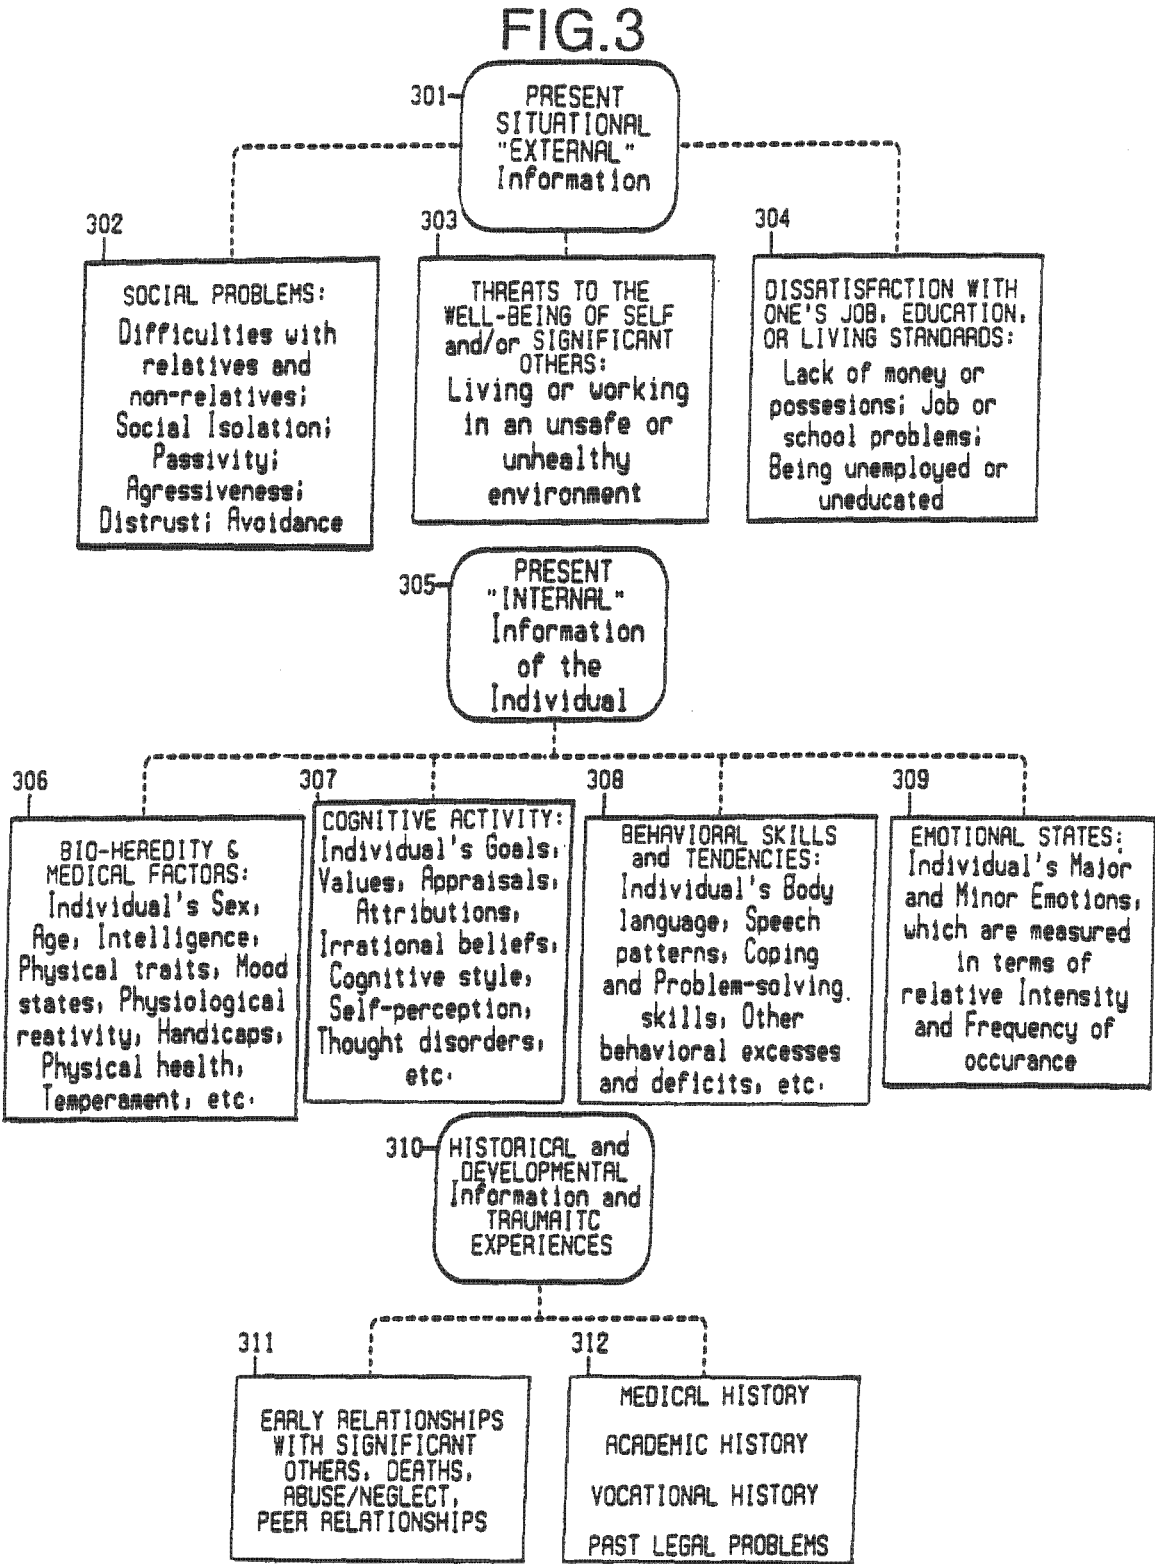 FIG.3
301
PRESENT
SITUATIONAL
"EXTERNAL"
Information
302
SOCIAL PROBLEMS:
Difficulties with
relatives and
non-relatives;
Social Isolation;
Passivity;
Agressiveness;
Distrust; Avoidance
303
THREATS TO THE
WELL-BEING OF SELF
and/or SIGNIFICANT
OTHERS:
Living or working
in an unsafe or
unhealthy
environment
304
DISSATISFACTION WITH
ONE'S JOB, EDUCATION,
OR LIVING STANDARDS:
Lack of money or
possesions; Job or
school problems;
Being unemployed or
uneducated
305
PRESENT
"INTERNAL"
Information
of the
Individual
306
BIO-HEREDITY &
MEDICAL FACTORS:
Individual's Sex,
Age, Intelligence,
Physical traits, Mood
states, Physiological
reativity, Handicaps,
Physical health,
Temperament, etc.
307
COGNITIVE ACTIVITY:
Individual's Goals,
Values, Appraisals,
Attributions,
Irrational beliefs,
Cognitive style,
Self-perception,
Thought disorders,
etc.
308
BEHAVIORAL SKILLS
and TENDENCIES:
Individual's Body
language, Speech
patterns, Coping
and Problem-solving
skills, Other
behavioral excesses
and deficits, etc.
309
EMOTIONAL STATES:
Individual's Major
and Minor Emotions,
which are measured
in terms of
relative Intensity
and Frequency of
occurance
310
HISTORICAL and
DEVELOPMENTAL
Information and
TRAUMAITC
EXPERIENCES
311
EARLY RELATIONSHIPS
WITH SIGNIFICANT
OTHERS, DEATHS,
ABUSE/NEGLECT,
PEER RELATIONSHIPS
312
MEDICAL HISTORY
ACADEMIC HISTORY
VOCATIONAL HISTORY
PAST LEGAL PROBLEMS